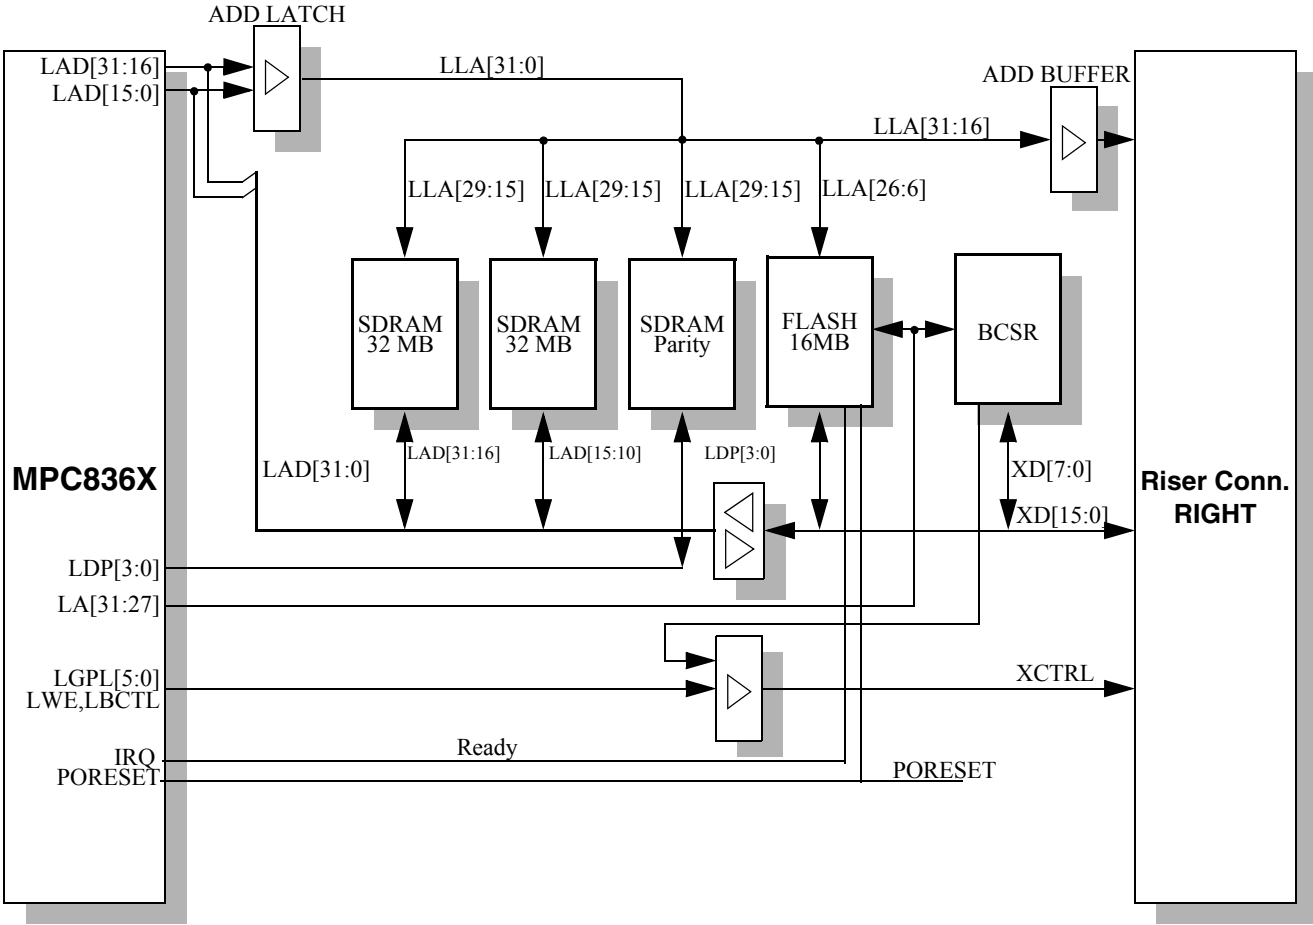 ADD LATCH
LAD[31:16]
LAD[15:0]
LLA[31:0]
ADD BUFFER
LLA[31:16]
LLA[29:15]
LLA[29:15]
LLA[29:15]
LLA[26:6]
SDRAM
32 MB
SDRAM
32 MB
SDRAM
Parity
FLASH
16MB
BCSR
LAD[31:0]
LAD[31:16]
LAD[15:10]
LDP[3:0]
XD[7:0]
XD[15:0]
MPC836X
Riser Conn.
RIGHT
LDP[3:0]
LA[31:27]
LGPL[5:0]
LWE,LBCTL
XCTRL
IRQ
Ready
PORESET
PORESET